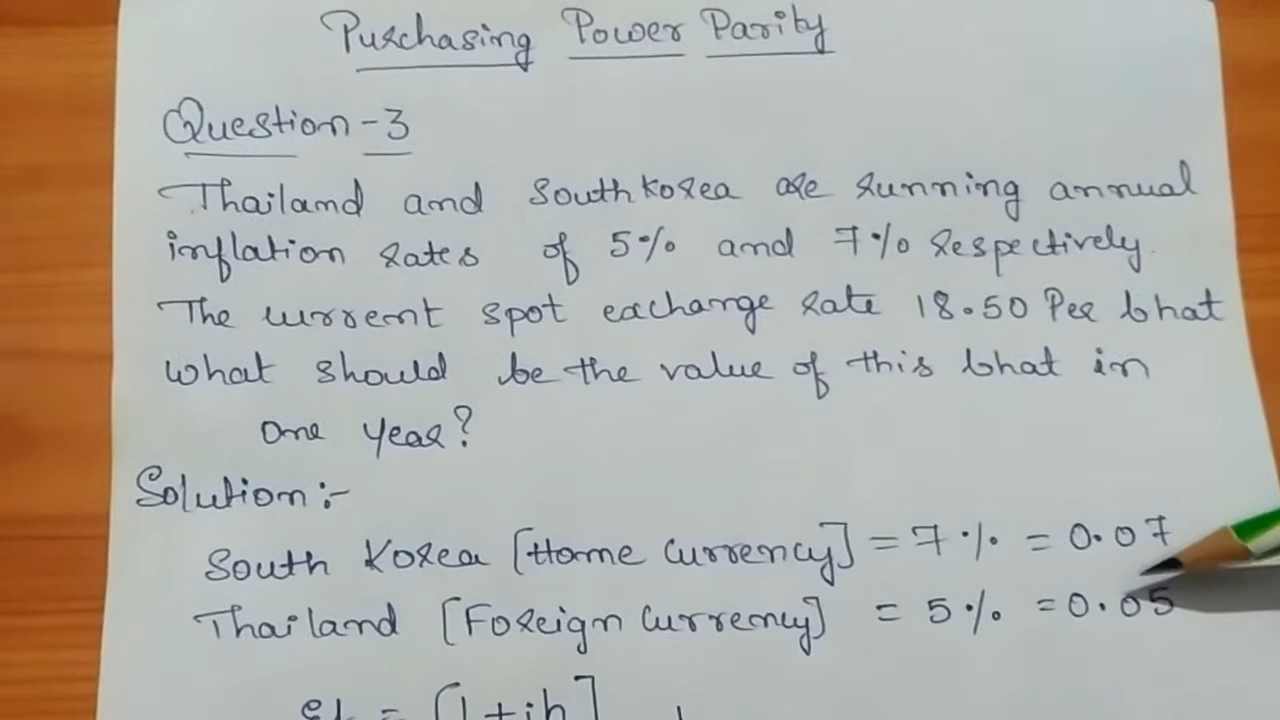 Purchasing Power Parity
Question-3
Thailand and South Korea are running annual
inflation rates of 5% and 7% respectively.
The current spot exchange rate 18.50 Per bhat
what should be the value of this bhat in
one year?
Solution:-
South Korea [Home currency] = 7% = 0.07
Thailand [Foreign currency] = 5% = 0.05
= [1+ih]